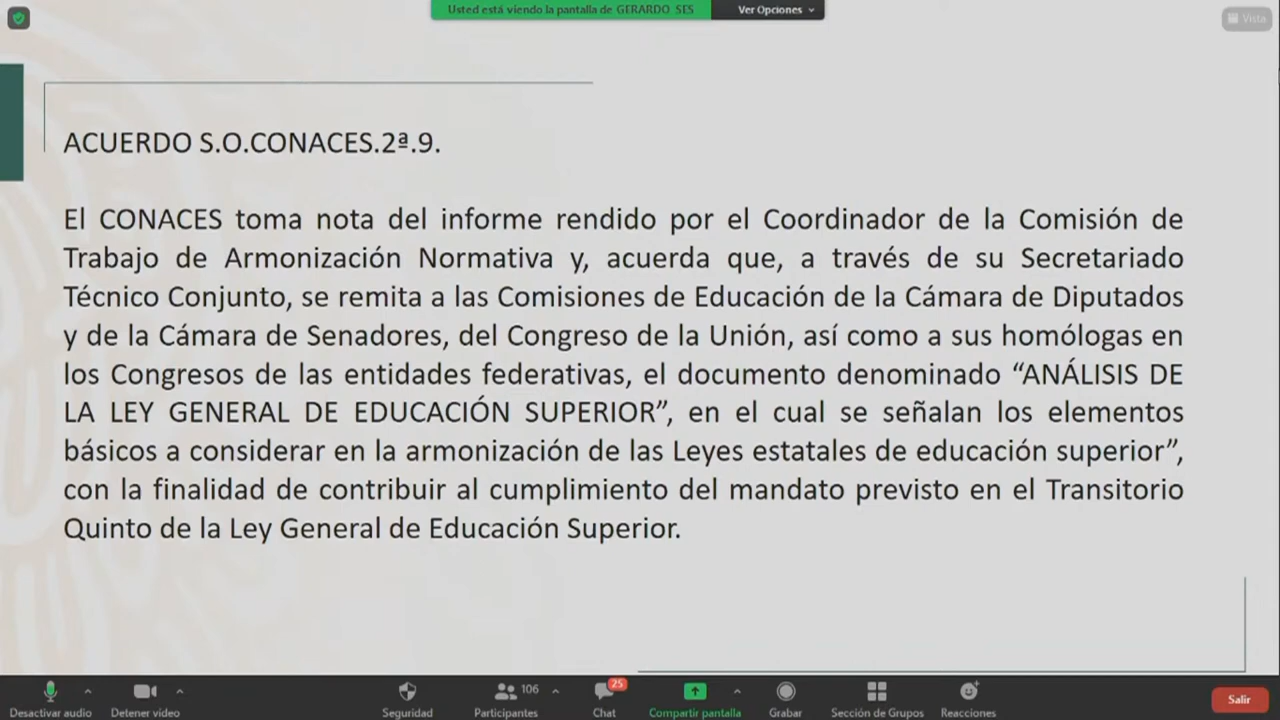 Usted está viendo la pantalla de GERARDO_SES
Ver Opciones
Vista
ACUERDO S.O.CONACES.2ª.9.
El CONACES toma nota del informe rendido por el Coordinador de la Comisión de
Trabajo de Armonización Normativa y, acuerda que, a través de su Secretariado
Técnico Conjunto, se remita a las Comisiones de Educación de la Cámara de Diputados
y de la Cámara de Senadores, del Congreso de la Unión, así como a sus homólogas en
los Congresos de las entidades federativas, el documento denominado “ANÁLISIS DE
LA LEY GENERAL DE EDUCACIÓN SUPERIOR”, en el cual se señalan los elementos
básicos a considerar en la armonización de las Leyes estatales de educación superior”,
con la finalidad de contribuir al cumplimiento del mandato previsto en el Transitorio
Quinto de la Ley General de Educación Superior.
106
25
Desactivar audio
Detener video
Seguridad
Participantes
Chat
Compartir pantalla
Grabar
Sección de Grupos
Reacciones
Salir